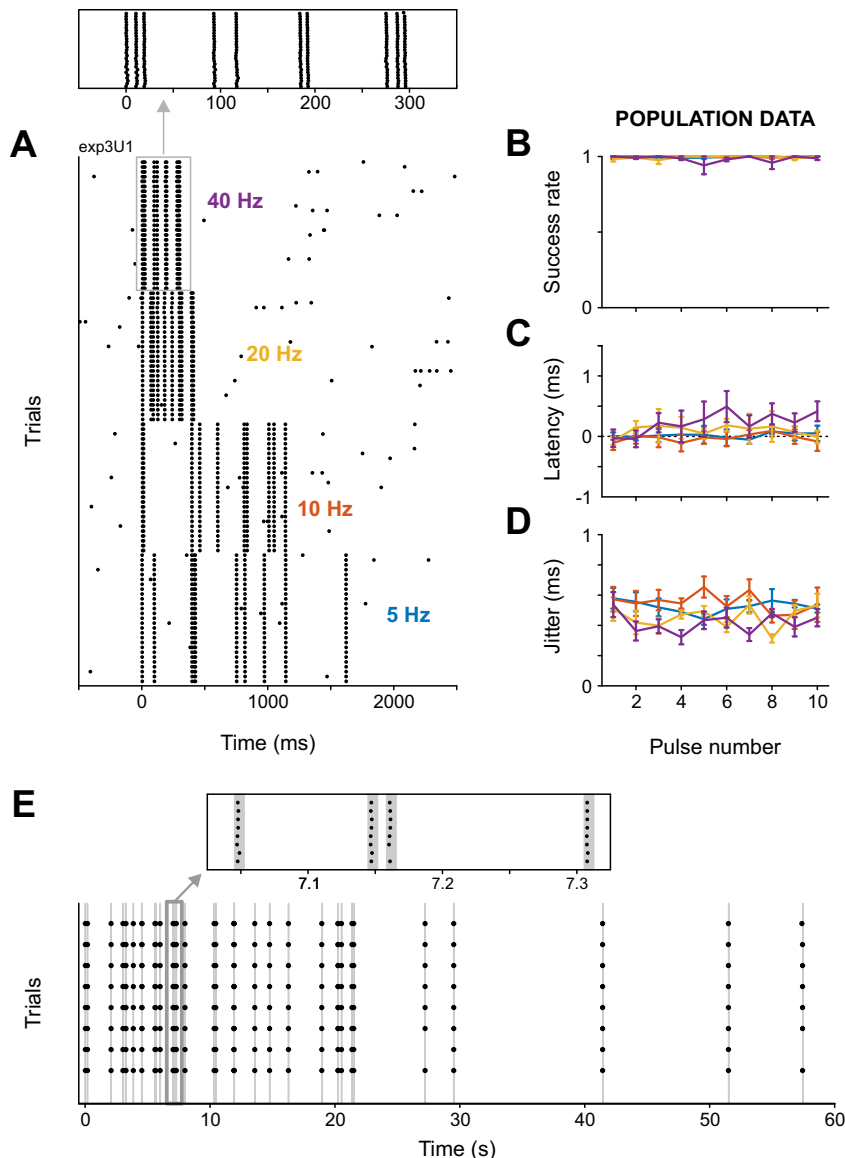 0 100 200 300
A
exp3U1
40 Hz
20 Hz
10 Hz
5 Hz
Trials
0 1000 2000
Time (ms)
POPULATION DATA
B
1
0
Success rate
C
1
0
-1
Latency (ms)
D
1
0
Jitter (ms)
2 4 6 8 10
Pulse number
E
7.1 7.2 7.3
Trials
0 10 20 30 40 50 60
Time (s)